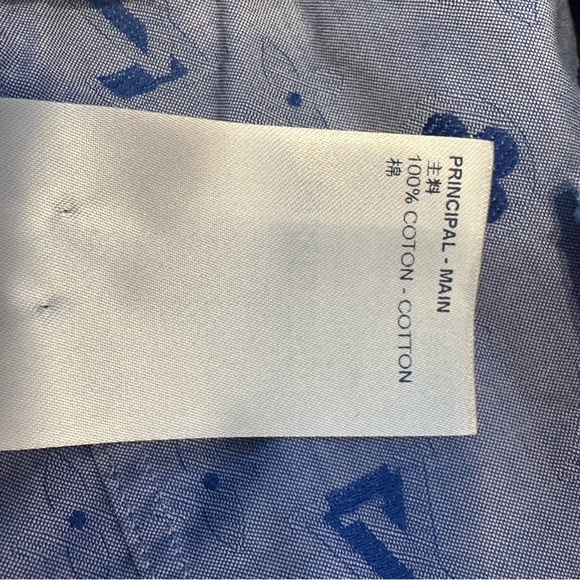 PRINCIPAL - MAIN
主料
100% COTON - COTTON
棉